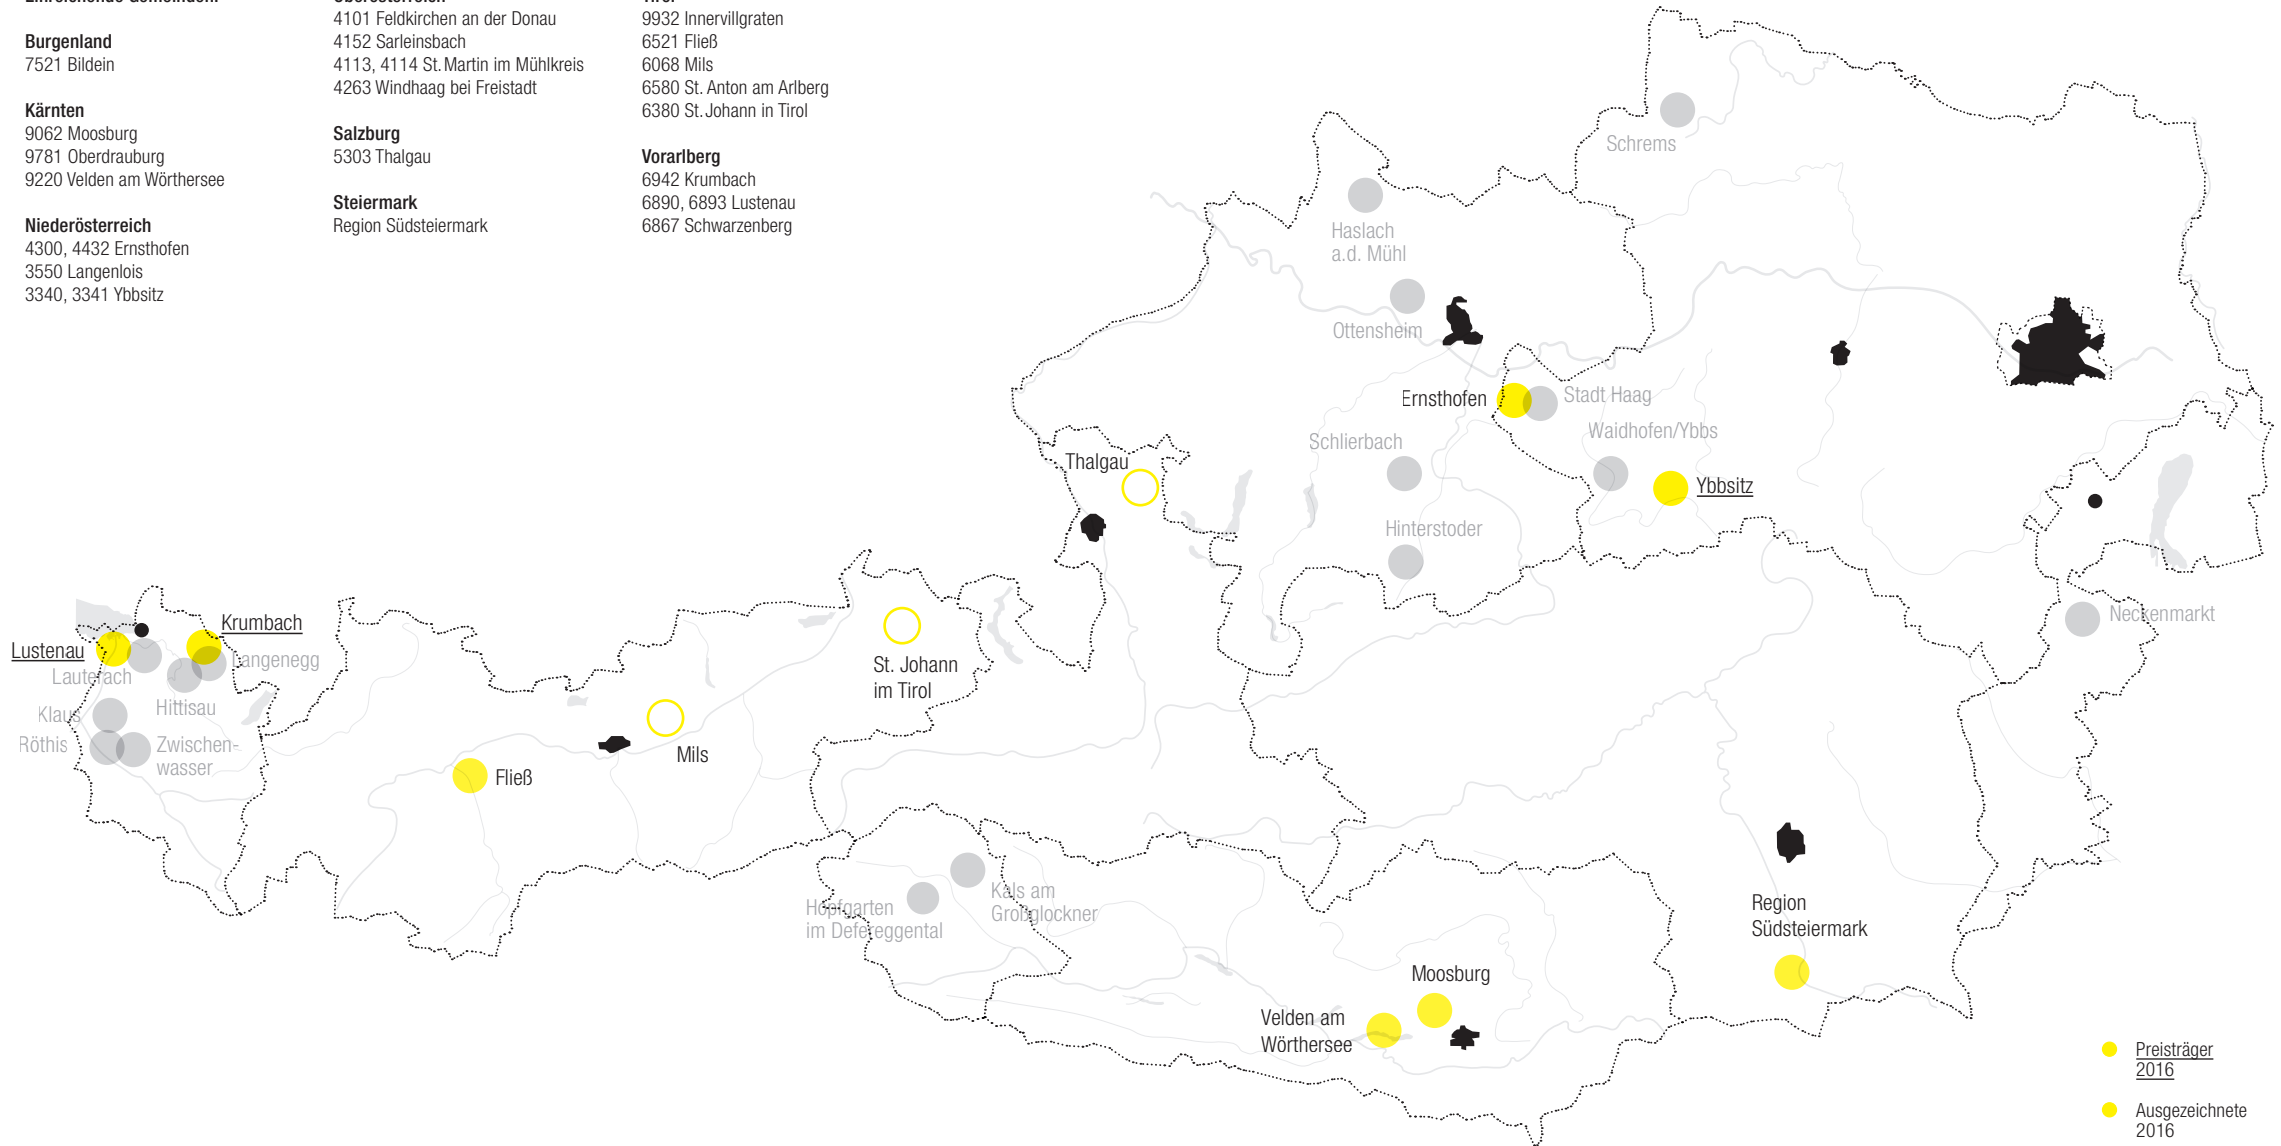 Einreichende Gemeinden:
Burgenland
7521 Bildein
Kärnten
9062 Moosburg
9781 Oberdrauburg
9220 Velden am Wörthersee
Niederösterreich
4300, 4432 Ernsthofen
3550 Langenlois
3340, 3341 Ybbsitz
Oberösterreich
4101 Feldkirchen an der Donau
4152 Sarleinsbach
4113, 4114 St. Martin im Mühlkreis
4263 Windhaag bei Freistadt
Salzburg
5303 Thalgau
Steiermark
Region Südsteiermark
Tirol
9932 Innervillgraten
6521 Fließ
6068 Mils
6580 St. Anton am Arlberg
6380 St. Johann in Tirol
Vorarlberg
6942 Krumbach
6890, 6893 Lustenau
6867 Schwarzenberg
Schrems
Haslach
a.d. Mühl
Ottensheim
Ernsthofen
Stadt Haag
Waidhofen/Ybbs
Schlierbach
Thalgau
Ybbsitz
Hinterstoder
Neckenmarkt
Krumbach
Lustenau
Langenegg
Lauterach
Hittisau
Klaus
Röthis
Zwischen-
wasser
St. Johann
im Tirol
Mils
Fließ
Kals am
Großglockner
Hopfgarten
im Defereggental
Region
Südsteiermark
Moosburg
Velden am
Wörthersee
Preisträger
2016
Ausgezeichnete
2016